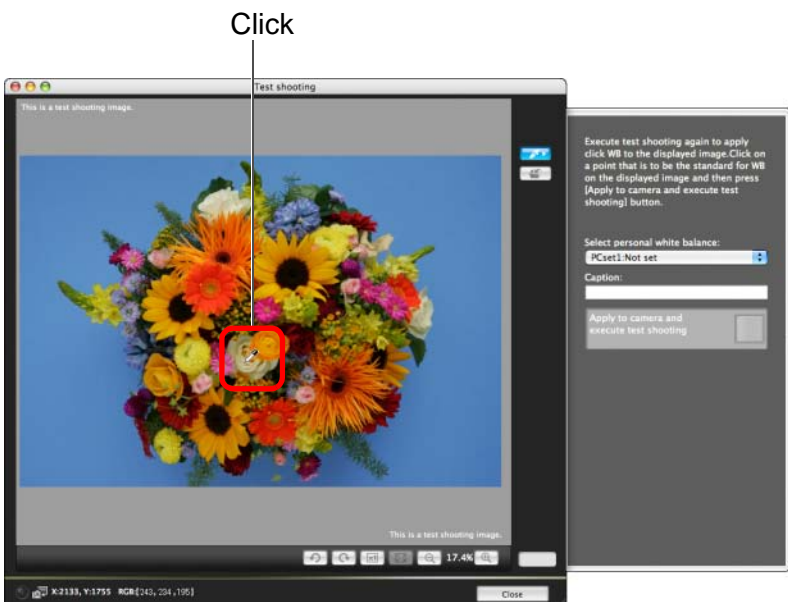 Click
Test shooting
This is a test shooting image.
Execute test shooting again to apply
click WB to the displayed image.Click on
a point that is to be the standard for WB
on the displayed image and then press
[Apply to camera and execute test
shooting] button.
Select personal white balance:
PCset1:Not set
Caption:
Apply to camera and
execute test shooting
This is a test shooting image.
17.4%
X:2133, Y:1755 RGB[243,234,195]
Close